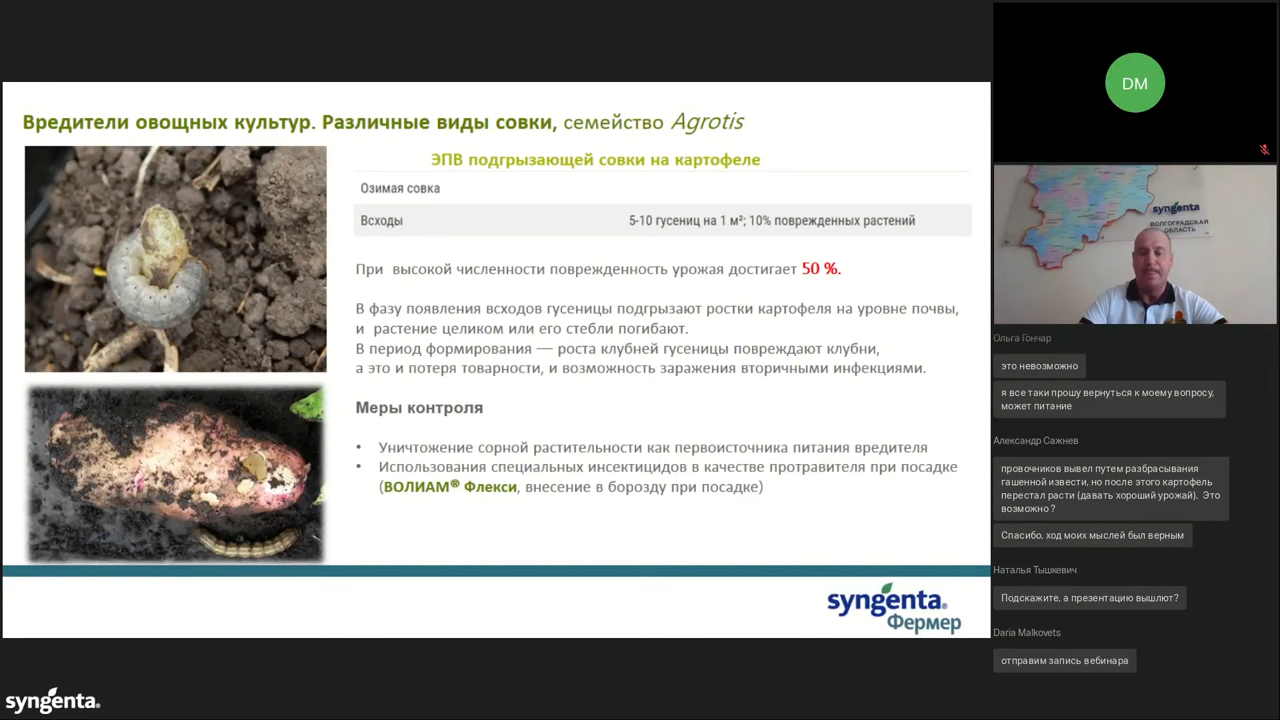 Вредители овощных культур. Различные виды совки, семейство Agrotis
ЭПВ подгрызающей совки на картофеле
Озимая совка
Всходы 5-10 гусениц на 1 м²; 10% поврежденных растений
При высокой численности поврежденность урожая достигает 50 %.
В фазу появления всходов гусеницы подгрызают ростки картофеля на уровне почвы,
и растение целиком или его стебли погибают.
В период формирования — роста клубней гусеницы повреждают клубни,
а это и потеря товарности, и возможность заражения вторичными инфекциями.
Меры контроля
• Уничтожение сорной растительности как первоисточника питания вредителя
• Использования специальных инсектицидов в качестве протравителя при посадке
(ВОЛИАМ® Флекси, внесение в борозду при посадке)
syngenta®
Фермер
syngenta®
DM
syngenta
ВОЛГОГРАДСКАЯ
ОБЛАСТЬ
Ольга Гончар
это невозможно
я все таки прошу вернуться к моему вопросу,
может питание
Александр Сажнев
провочников вывел путем разбрасывания
гашенной извести, но после этого картофель
перестал расти (давать хороший урожай). Это
возможно ?
Спасибо, ход моих мыслей был верным
Наталья Тышкевич
Подскажите, а презентацию вышлют?
Daria Malkovets
отправим запись вебинара